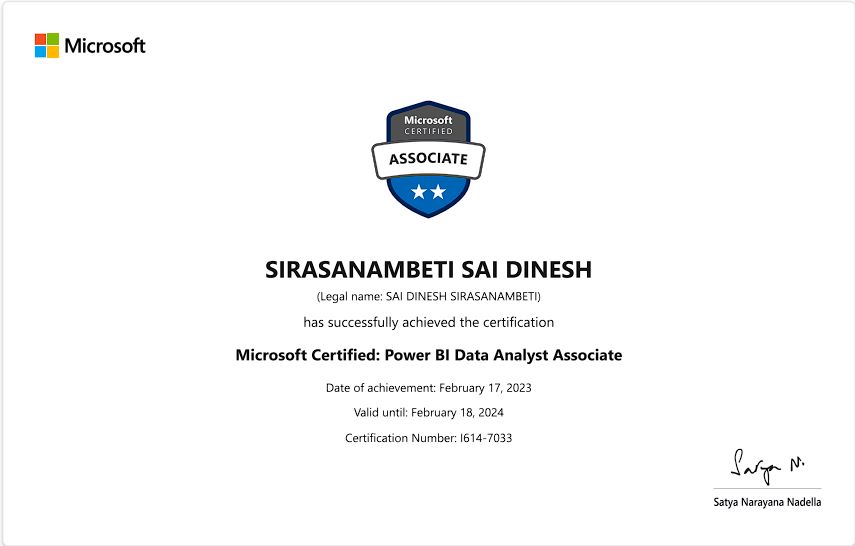 Microsoft
Microsoft
CERTIFIED
ASSOCIATE
SIRASANAMBETI SAI DINESH
(Legal name: SAI DINESH SIRASANAMBETI)
has successfully achieved the certification
Microsoft Certified: Power BI Data Analyst Associate
Date of achievement: February 17, 2023
Valid until: February 18, 2024
Certification Number: I614-7033
Satya N.
Satya Narayana Nadella